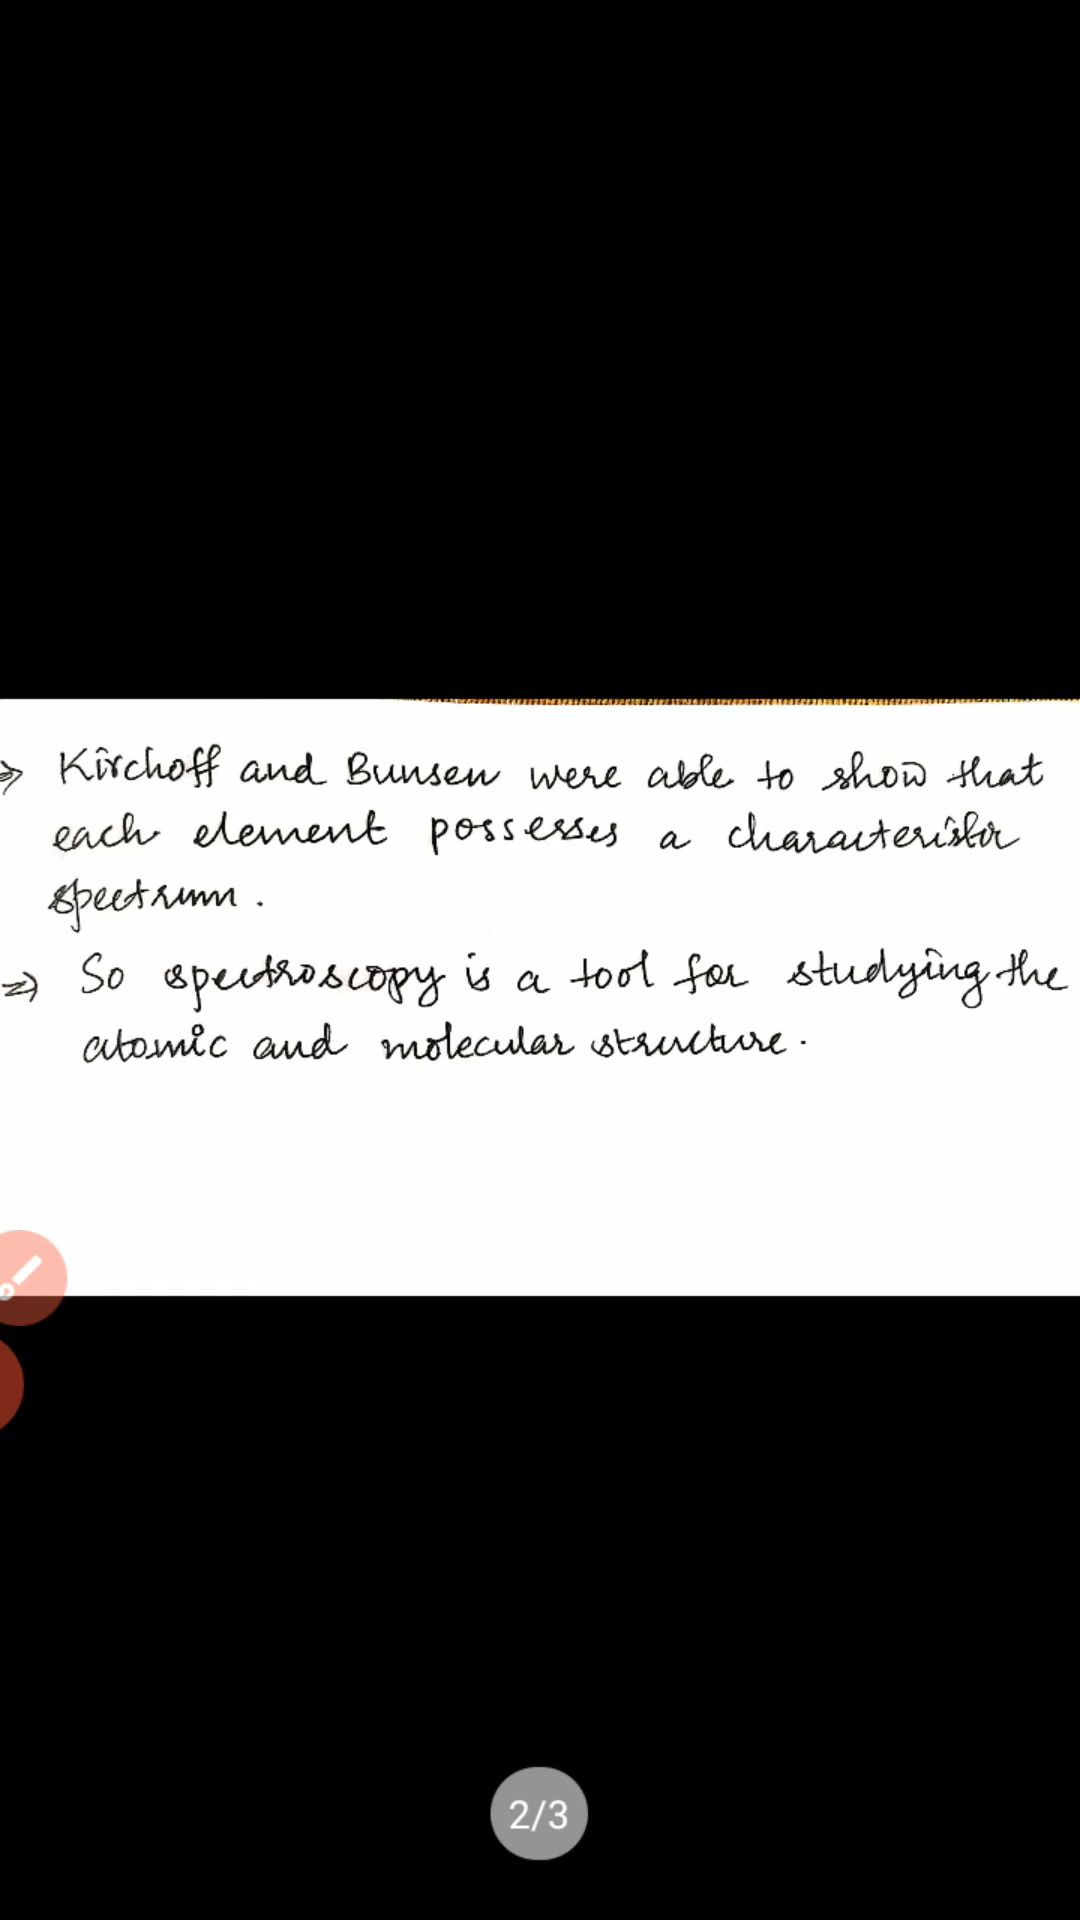 ⇒ Kirchoff and Bunsen were able to show that
each element possesses a characteristic
spectrum.
⇒ So spectroscopy is a tool for studying the
atomic and molecular structure.
2/3